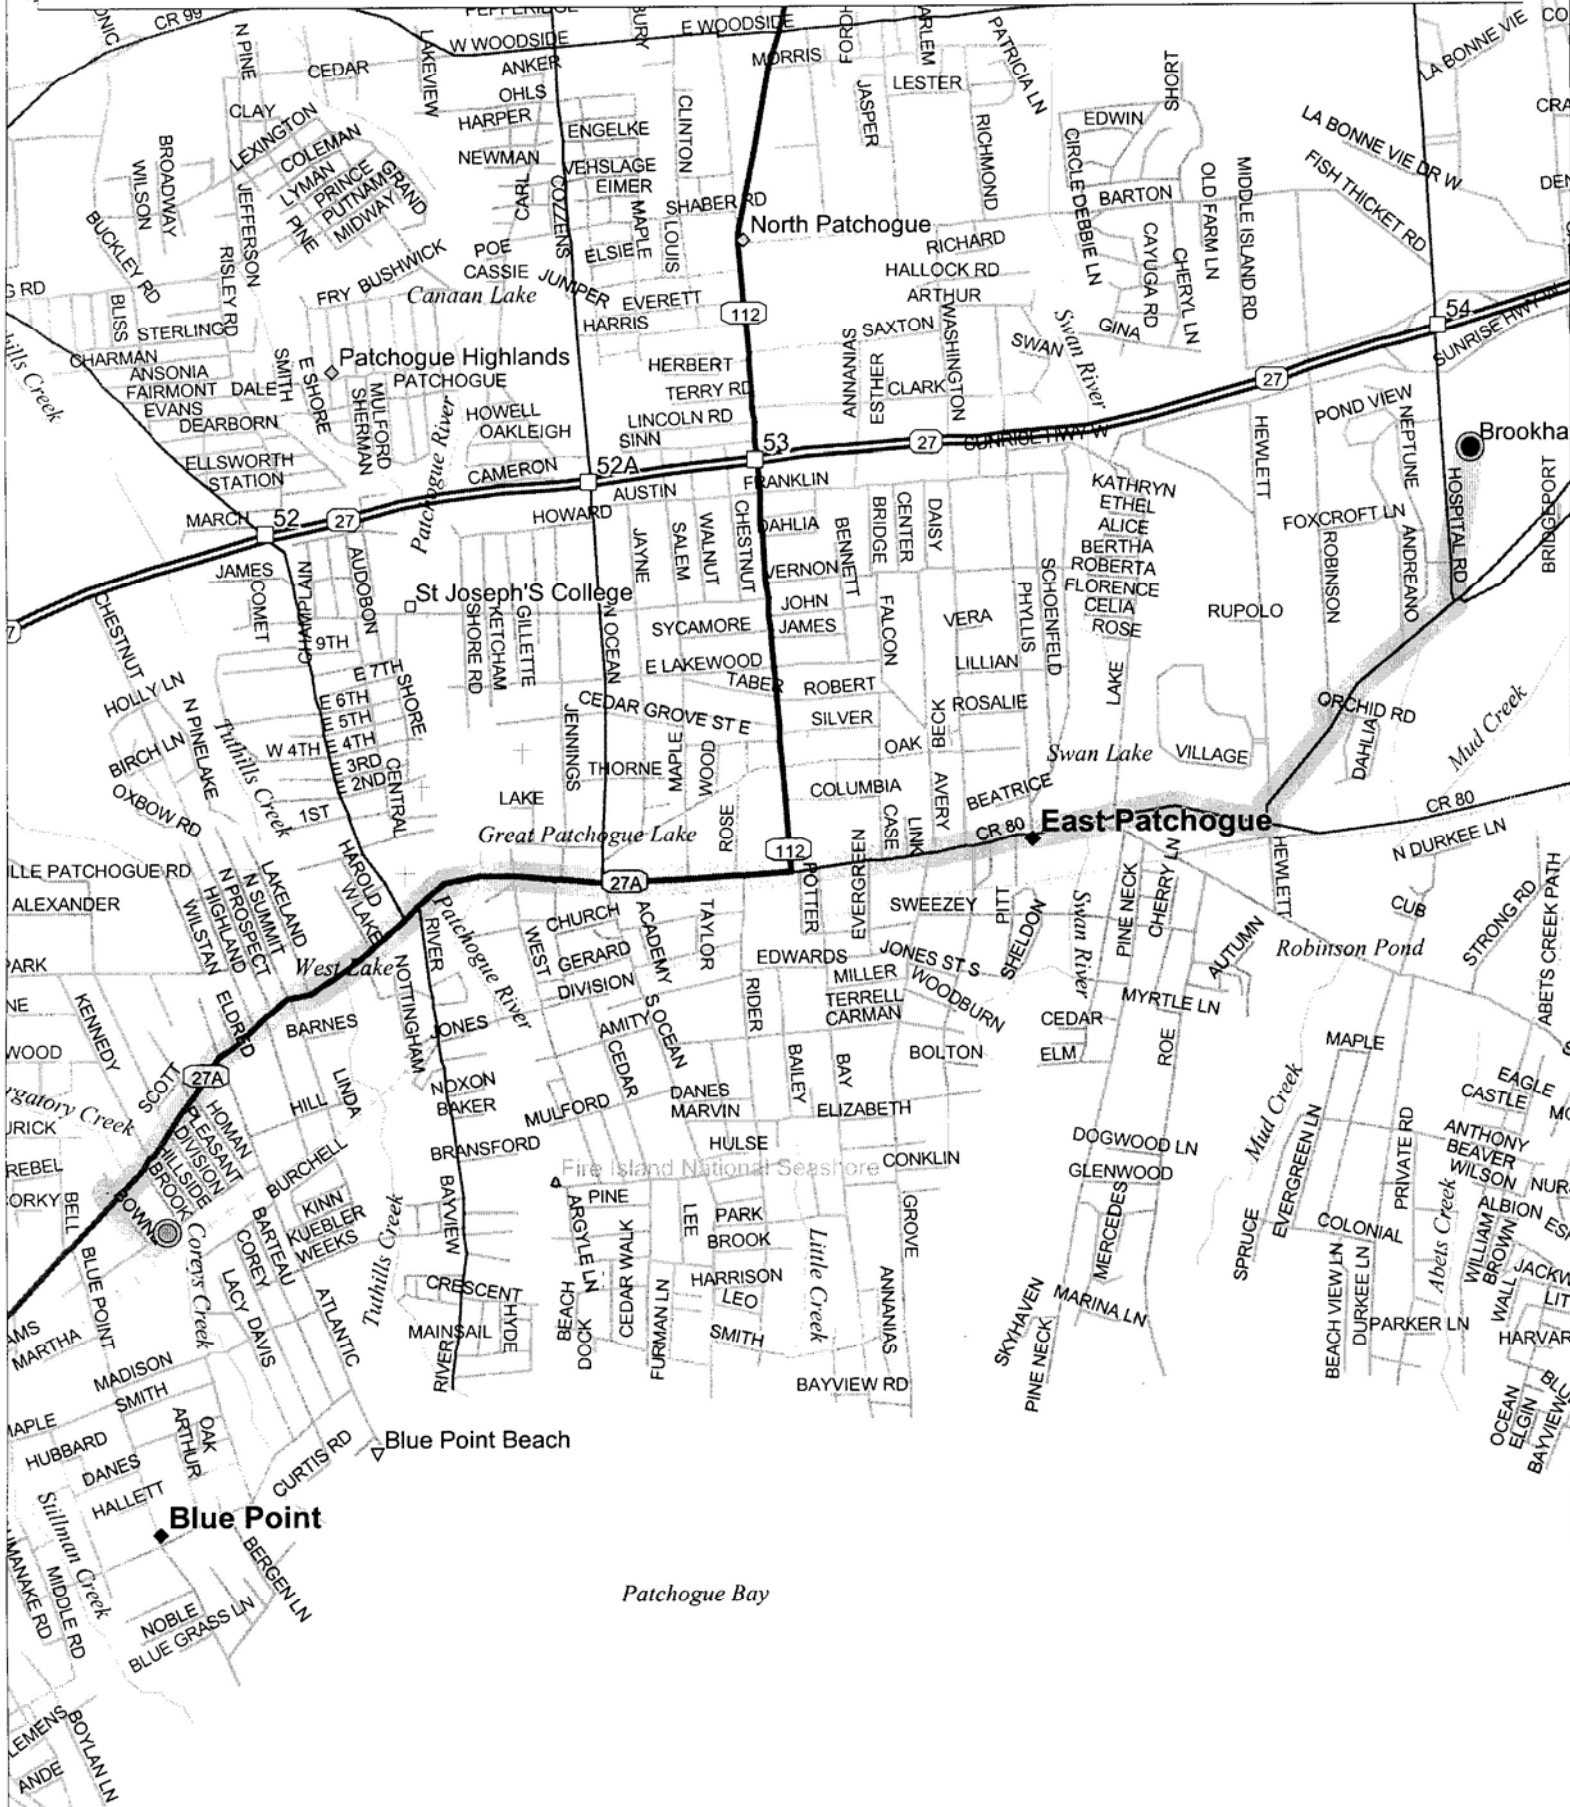 CR 99
N PINE
CEDAR
LAKEVIEW
W WOODSIDE
E WOODSIDE
ANKER
OHLS
HARPER
NEWMAN
CARL
COZZENS
ENGELKE
VEHSLAGE
EIMER
MAPLE
CLINTON
SHABER RD
LOUIS
ELSIE
MORRIS
JASPER
LESTER
PATRICIA LN
RICHMOND
SHORT
EDWIN
CIRCLE
DEBBIE LN
BARTON
OLD FARM LN
MIDDLE ISLAND RD
CAYUGA RD
CHERYL LN
GINA
LA BONNE VIE
LA BONNE VIE DR W
FISH THICKET RD
CLAY
LEXINGTON
COLEMAN
LYMAN
PRINCE
PUTNAM
MIDWAY
GRAND
PINE
BROADWAY
WILSON
JEFFERSON
BUCKLEY RD
RISLEY RD
BLISS
STERLING
FRY
BUSHWICK
POE
CASSIE
JUNIPER
Canaan Lake
EVERETT
HARRIS
North Patchogue
112
RICHARD
HALLOCK RD
ARTHUR
SAXTON
WASHINGTON
ANNANIAS
ESTHER
CLARK
SWAN
Swan River
54
SUNRISE HWY W
27
CHARMAN
ANSONIA
FAIRMONT
EVANS
DEARBORN
DALE
SMITH
E SHORE
Patchogue Highlands
PATCHOGUE
MULFORD
SHERMAN
Patchogue River
HOWELL
OAKLEIGH
HERBERT
TERRY RD
LINCOLN RD
SINN
53
27
SUNRISE HWY W
ELLSWORTH
STATION
CAMERON
52A
AUSTIN
FRANKLIN
HOWARD
MARCH
52
27
Patchogue River
POND VIEW
NEPTUNE
Brookha
HEWLETT
HOSPITAL RD
BRIDGEPORT
FOXCROFT LN
ROBINSON
ANDREANO
KATHRYN
ETHEL
ALICE
BERTHA
ROBERTA
FLORENCE
CELIA
ROSE
SCHOENFELD
PHYLLIS
RUPOLO
JAMES
COMET
CHAMPLAIN
AUDOBON
St Joseph'S College
SHORE RD
KETCHAM
GILLETTE
N OCEAN
JAYNE
SALEM
WALNUT
CHESTNUT
DAHLIA
BENNETT
BRIDGE
CENTER
DAISY
VERNON
JOHN
JAMES
FALCON
VERA
LILLIAN
SYCAMORE
E LAKEWOOD
TABER
ROBERT
SILVER
ROSALIE
BECK
OAK
LAKE
CHESTNUT
HOLLY LN
N PINELAKE
BIRCH LN
OXBOW RD
Tuthills Creek
9TH
E 7TH
E 6TH
E 5TH
E 4TH
W 4TH
3RD
2ND
1ST
SHORE
CENTRAL
CEDAR GROVE ST E
JENNINGS
THORNE
MAPLE
WOOD
LAKE
ROSE
Great Patchogue Lake
COLUMBIA
CASE
LINK
AVERY
BEATRICE
Swan Lake
VILLAGE
ORCHID RD
DAHLIA
Mud Creek
CR 80
East Patchogue
CR 80
N DURKEE LN
HEWLETT
112
27A
HAROLD
W LAKE
ILLE PATCHOGUE RD
ALEXANDER
WILSTAN
HIGHLAND
N PROSPECT
N SUMMIT
LAKELAND
PARK
West Lake
NOTTINGHAM
RIVER
Patchogue River
WEST
CHURCH
GERARD
DIVISION
ACADEMY
TAYLOR
POTTER
EVERGREEN
SWEEZEY
PITT
SHELDON
Swan River
PINE NECK
CHERRY LN
AUTUMN
Robinson Pond
CUB
STRONG RD
ABETS CREEK PATH
EDWARDS
MILLER
JONES ST S
WOODBURN
TERRELL
CARMAN
BOLTON
CEDAR
ELM
MYRTLE LN
ROE
MAPLE
KENNEDY
ELDRED
BARNES
JONES
AMITY
S OCEAN
CEDAR
RIDER
BAILEY
BAY
WOOD
SCOTT
27A
HILL
LINDA
NOXON
BAKER
MULFORD
DANES
MARVIN
ELIZABETH
Mud Creek
PRIVATE RD
EAGLE
CASTLE
ANTHONY
BEAVER
WILSON
ALBION
HOMAN
PLEASANT
DIVISION
HILLSIDE
BROOK
BURCHELL
BRANSFORD
HULSE
CONKLIN
Fire Island National Seashore
DOGWOOD LN
GLENWOOD
EVERGREEN LN
REBEL
BELL
KINN
KUEBLER
WEEKS
BARTEAU
COREY
Coreys Creek
Tuthills Creek
BAYVIEW
PINE
ARGYLE LN
CEDAR WALK
LEE
PARK
BROOK
Little Creek
GROVE
MERCEDES
SPRUCE
COLONIAL
Abets Creek
WILLIAM
BROWN
WALL
BLUE POINT
LACY
DAVIS
ATLANTIC
CRESCENT
HYDE
MAINSAIL
RIVER
BEACH
DOCK
FURMAN LN
HARRISON
LEO
SMITH
ANNANIAS
BAYVIEW RD
SKYHAVEN
PINE NECK
MARINA LN
BEACH VIEW LN
DURKEE LN
PARKER LN
HARVAR
MARTHA
MADISON
SMITH
HUBBARD
ARTHUR
OAK
DANES
HALLETT
CURTIS RD
Blue Point Beach
OCEAN
ELGIN
BAYVIEW
Stillman Creek
Blue Point
MIDDLE RD
BERGEN LN
NOBLE
BLUE GRASS LN
Patchogue Bay
BOYLAN LN
ANDE